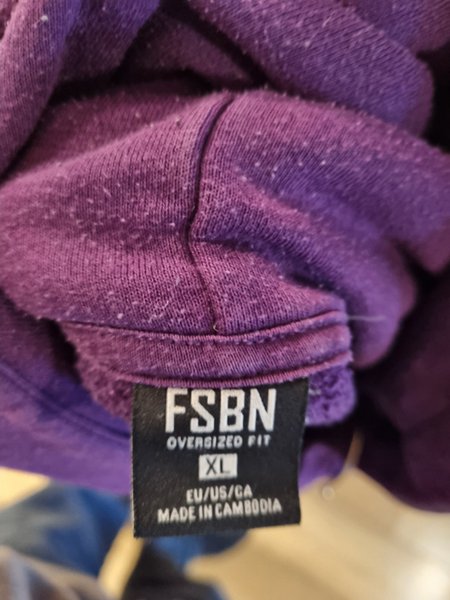 FSBN
OVERSIZED FIT
XL
EU/US/CA
MADE IN CAMBODIA